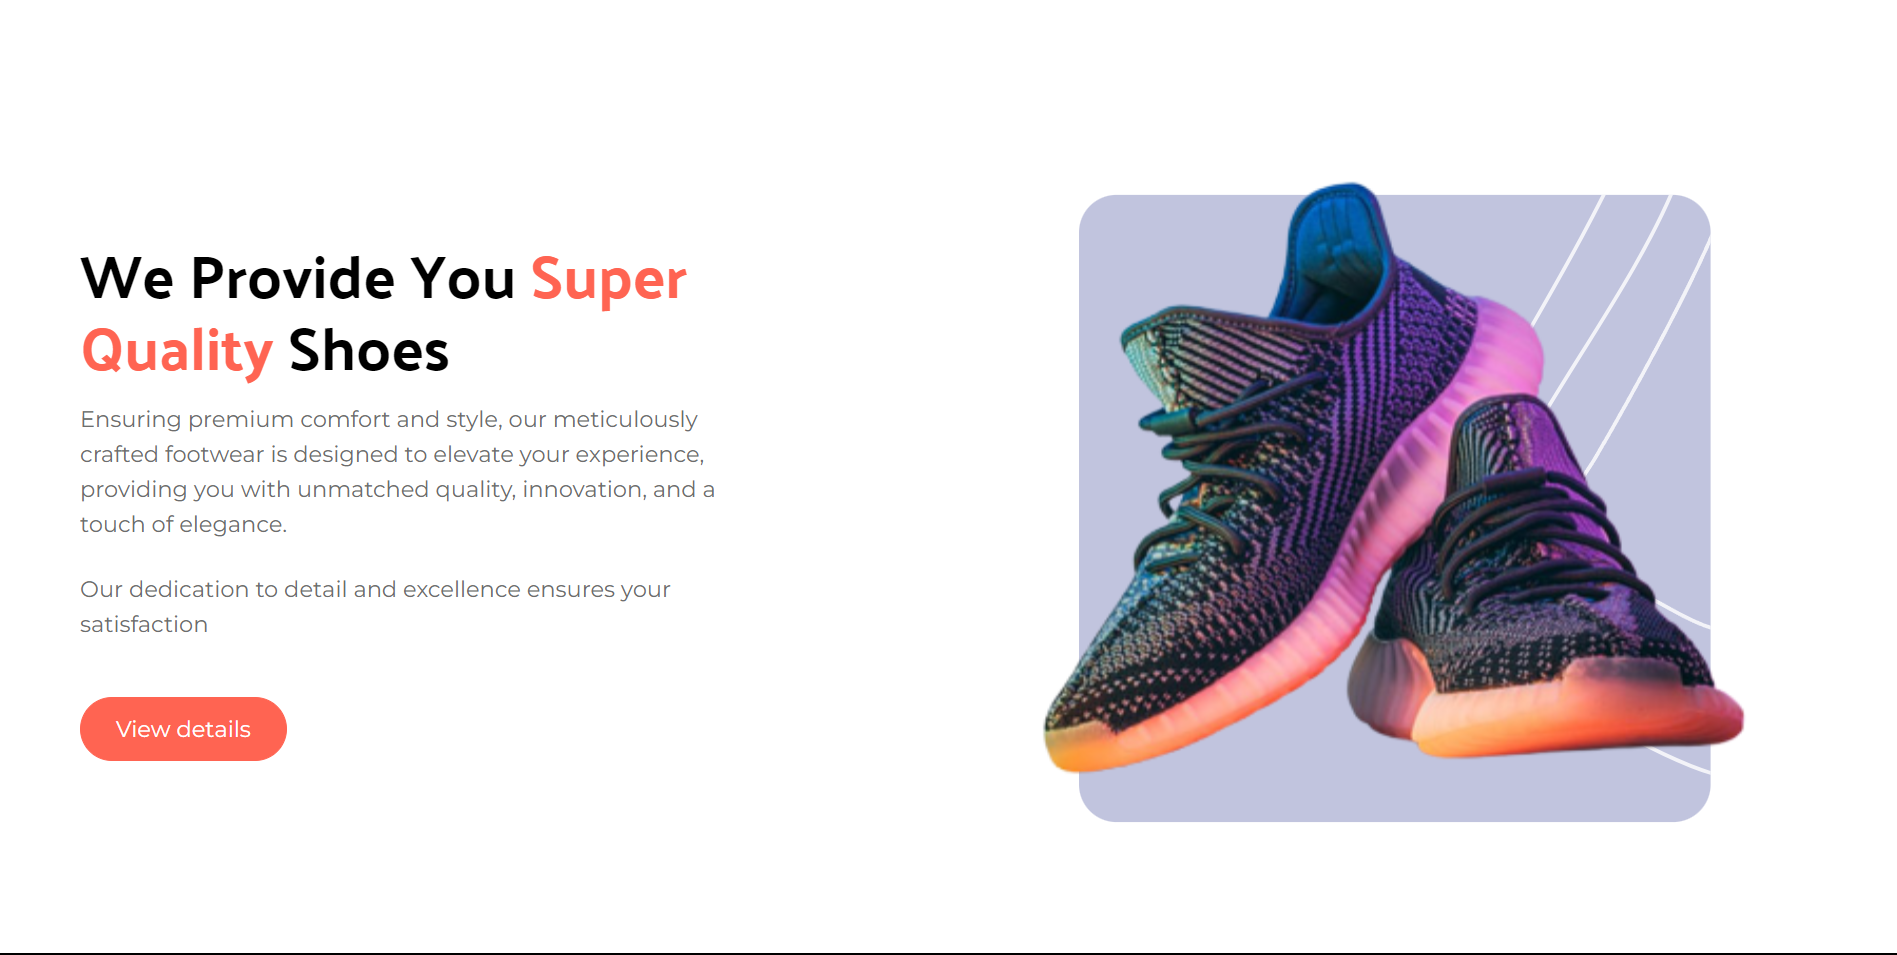 We Provide You Super
Quality Shoes
Ensuring premium comfort and style, our meticulously
crafted footwear is designed to elevate your experience,
providing you with unmatched quality, innovation, and a
touch of elegance.
Our dedication to detail and excellence ensures your
satisfaction
View details